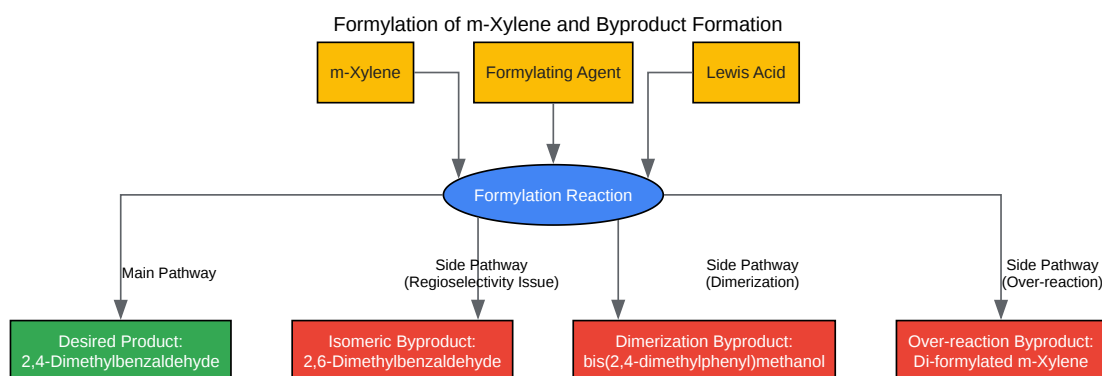 Formylation of m-Xylene and Byproduct Formation
m-Xylene
Formylating Agent
Lewis Acid
Formylation Reaction
Main Pathway
Side Pathway
(Regioselectivity Issue)
Side Pathway
(Dimerization)
Side Pathway
(Over-reaction)
Desired Product:
2,4-Dimethylbenzaldehyde
Isomeric Byproduct:
2,6-Dimethylbenzaldehyde
Dimerization Byproduct:
bis(2,4-dimethylphenyl)methanol
Over-reaction Byproduct:
Di-formylated m-Xylene